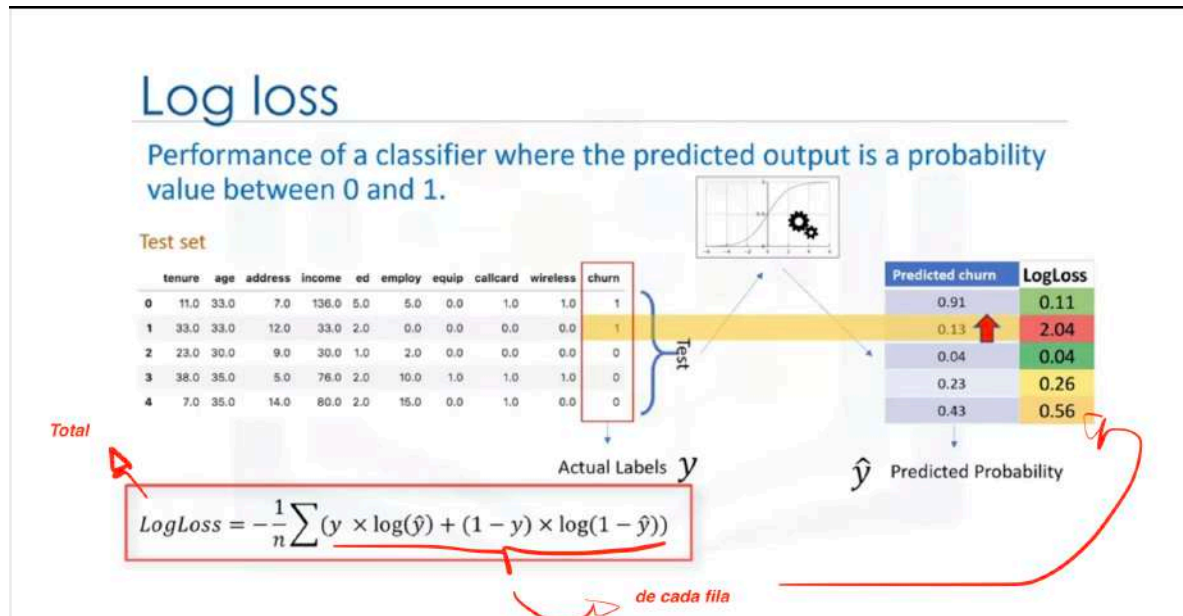 Log loss
Performance of a classifier where the predicted output is a probability
value between 0 and 1.
Test set
tenure age address income ed employ equip callcard wireless churn
0 11.0 33.0 7.0 136.0 5.0 5.0 0.0 1.0 1.0 1
1 33.0 33.0 12.0 33.0 2.0 0.0 0.0 0.0 0.0 1
2 23.0 30.0 9.0 30.0 1.0 2.0 0.0 0.0 0.0 0
3 38.0 35.0 5.0 76.0 2.0 10.0 1.0 1.0 1.0 0
4 7.0 35.0 14.0 80.0 2.0 15.0 0.0 1.0 0.0 0
Test
Predicted churn LogLoss
0.91 0.11
0.13 2.04
0.04 0.04
0.23 0.26
0.43 0.56
Total
Actual Labels y
ŷ Predicted Probability
LogLoss = −1/n ∑(y × log(ŷ) + (1 − y) × log(1 − ŷ))
de cada fila